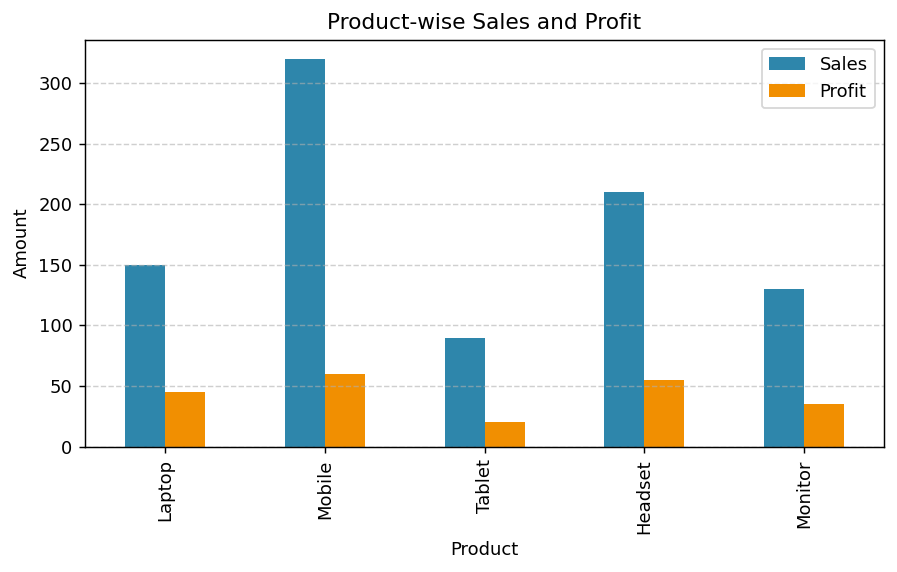 Product-wise Sales and Profit
Sales
Profit
300
250
200
150
100
50
0
Amount
Laptop
Mobile
Tablet
Headset
Monitor
Product